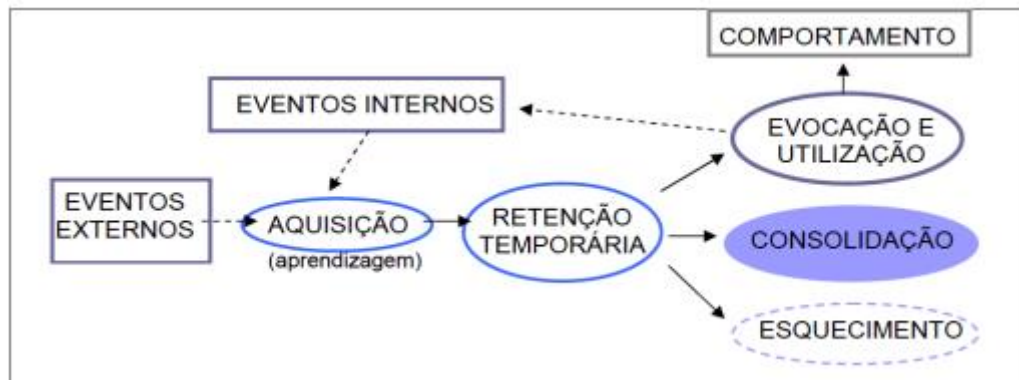 COMPORTAMENTO
EVENTOS INTERNOS
EVOCAÇÃO E
UTILIZAÇÃO
EVENTOS
EXTERNOS
AQUISIÇÃO
(aprendizagem)
RETENÇÃO
TEMPORÁRIA
CONSOLIDAÇÃO
ESQUECIMENTO